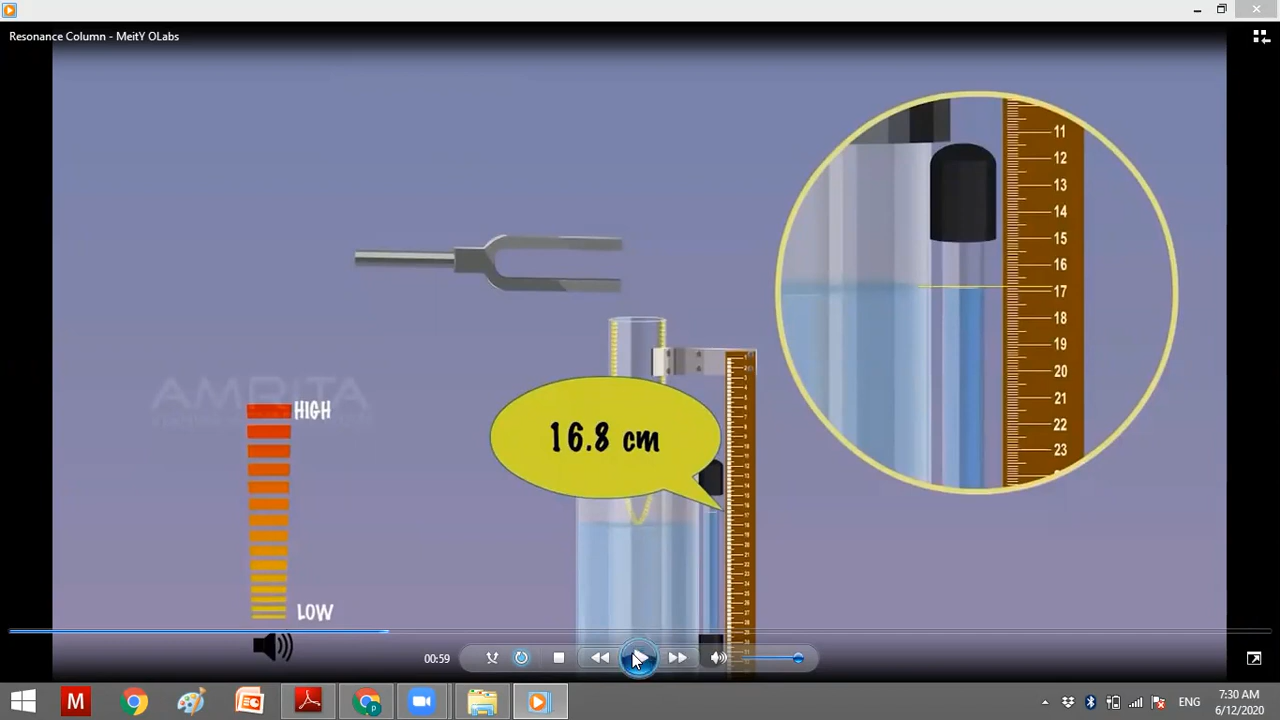 Resonance Column - MeitY OLabs
11
12
13
14
15
16
17
18
19
20
21
22
23
AMRITA
HIGH
16.8 cm
LOW
00:59
M
P
ENG
7:30 AM
6/12/2020